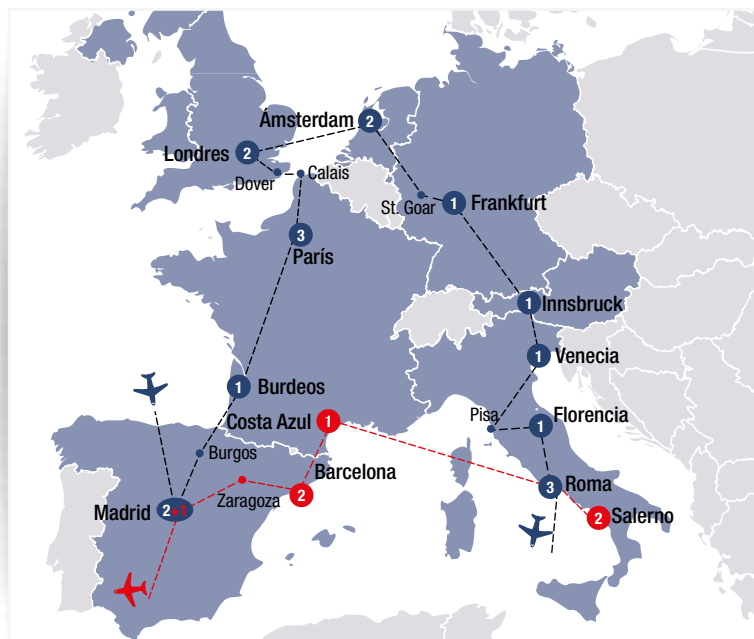 Ámsterdam
2
Londres
2
Dover
Calais
St. Goar
1
Frankfurt
3
París
1
Innsbruck
1
Venecia
1
Burdeos
Costa Azul
1
Pisa
1
Florencia
Burgos
Barcelona
2
Zaragoza
3
Roma
Madrid
2+1
2
Salerno